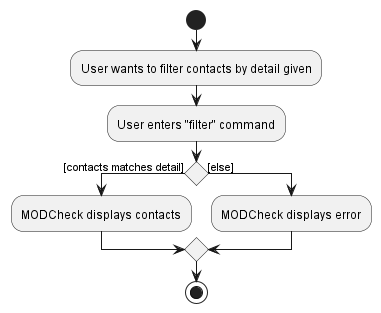 User wants to filter contacts by detail given
User enters "filter" command
[contacts matches detail]
[else]
MODCheck displays contacts
MODCheck displays error